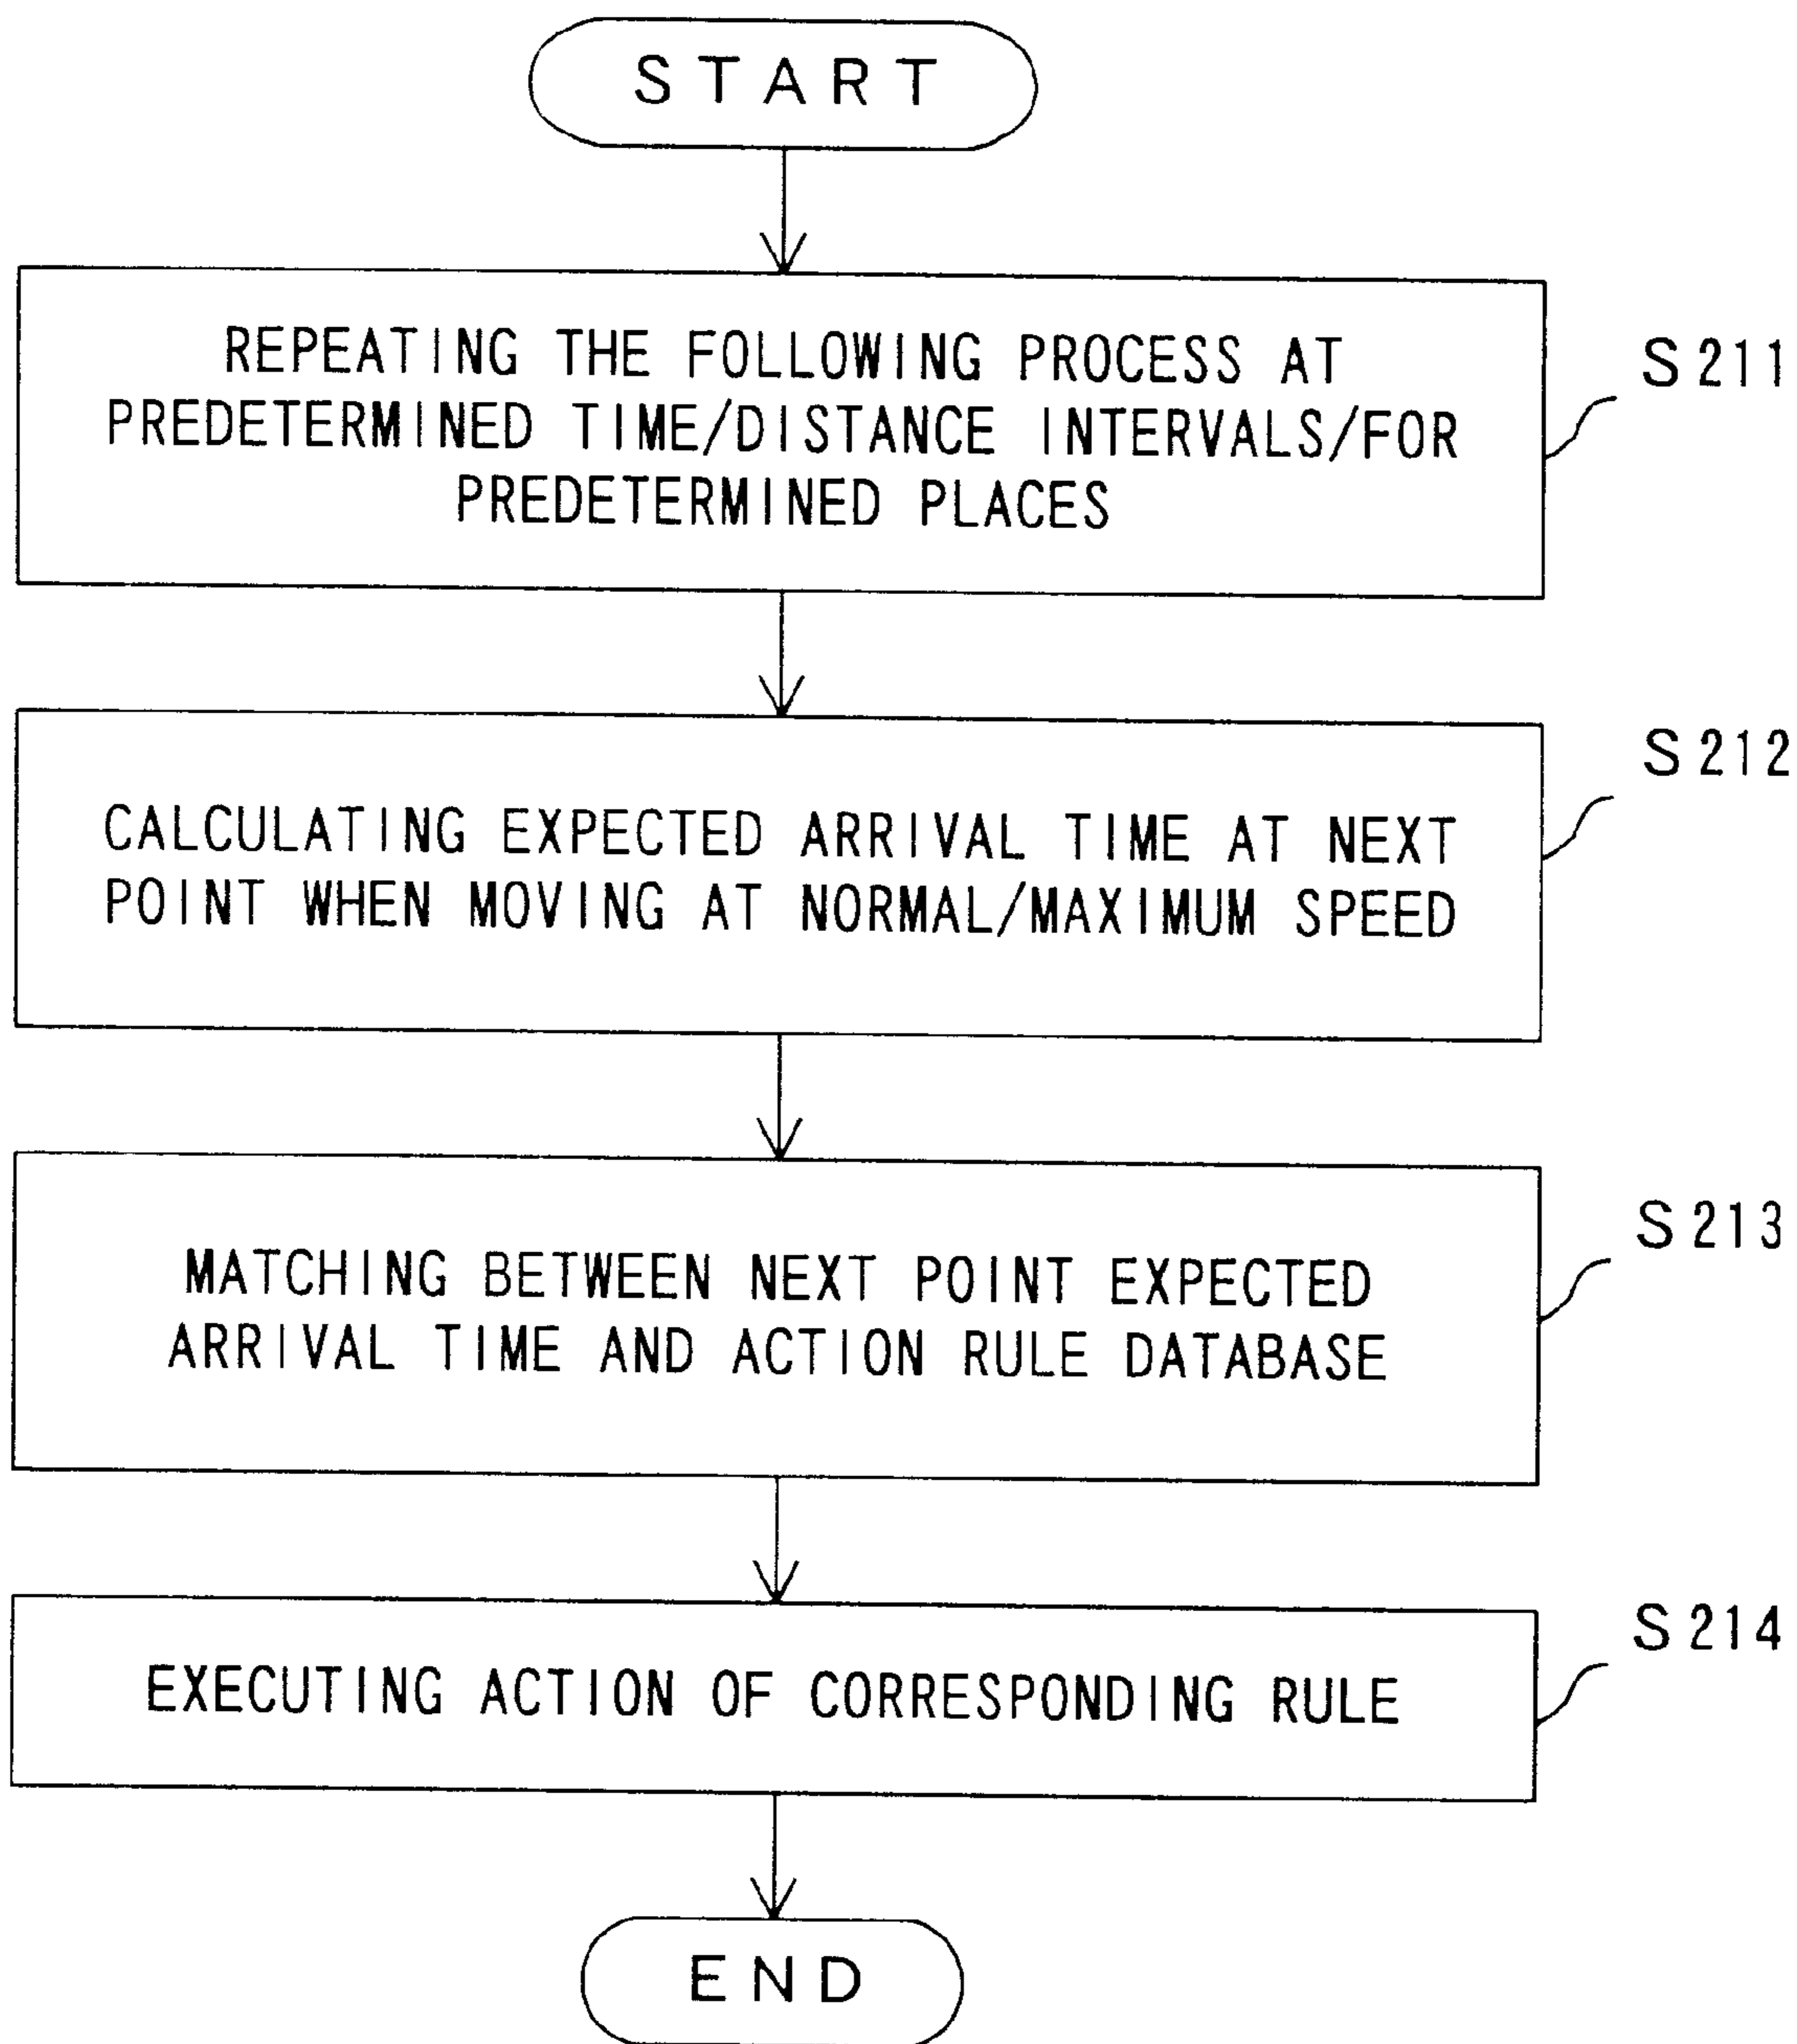 START
REPEATING THE FOLLOWING PROCESS AT
PREDETERMINED TIME/DISTANCE INTERVALS/FOR
PREDETERMINED PLACES
S211
CALCULATING EXPECTED ARRIVAL TIME AT NEXT
POINT WHEN MOVING AT NORMAL/MAXIMUM SPEED
S212
MATCHING BETWEEN NEXT POINT EXPECTED
ARRIVAL TIME AND ACTION RULE DATABASE
S213
EXECUTING ACTION OF CORRESPONDING RULE
S214
END